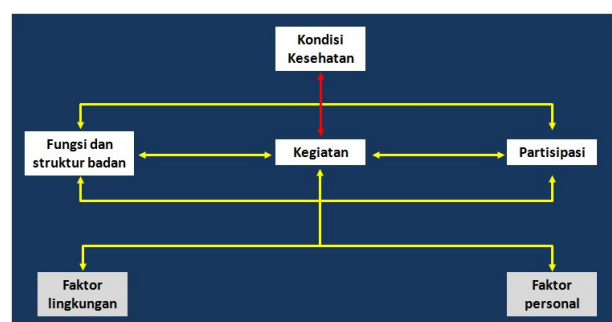 Kondisi
Kesehatan
Fungsi dan
struktur badan
Kegiatan
Partisipasi
Faktor
lingkungan
Faktor
personal